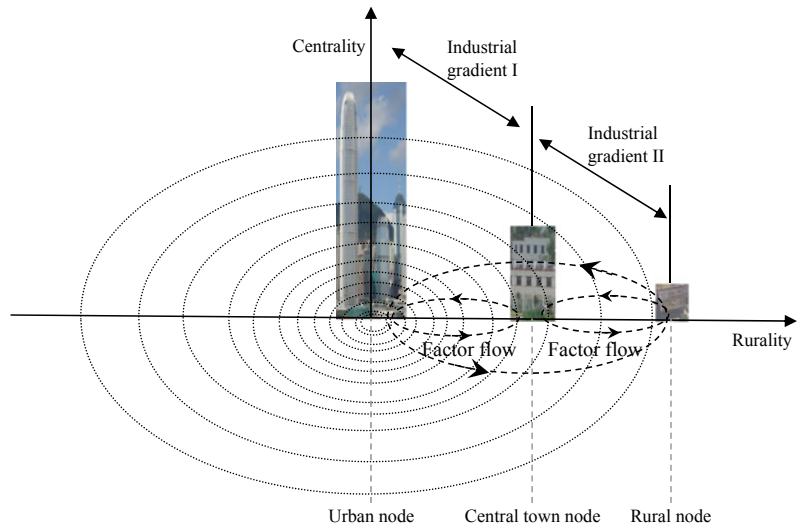 Centrality
Industrial
gradient I
Industrial
gradient II
Rurality
Factor flow
Factor flow
Urban node
Central town node
Rural node